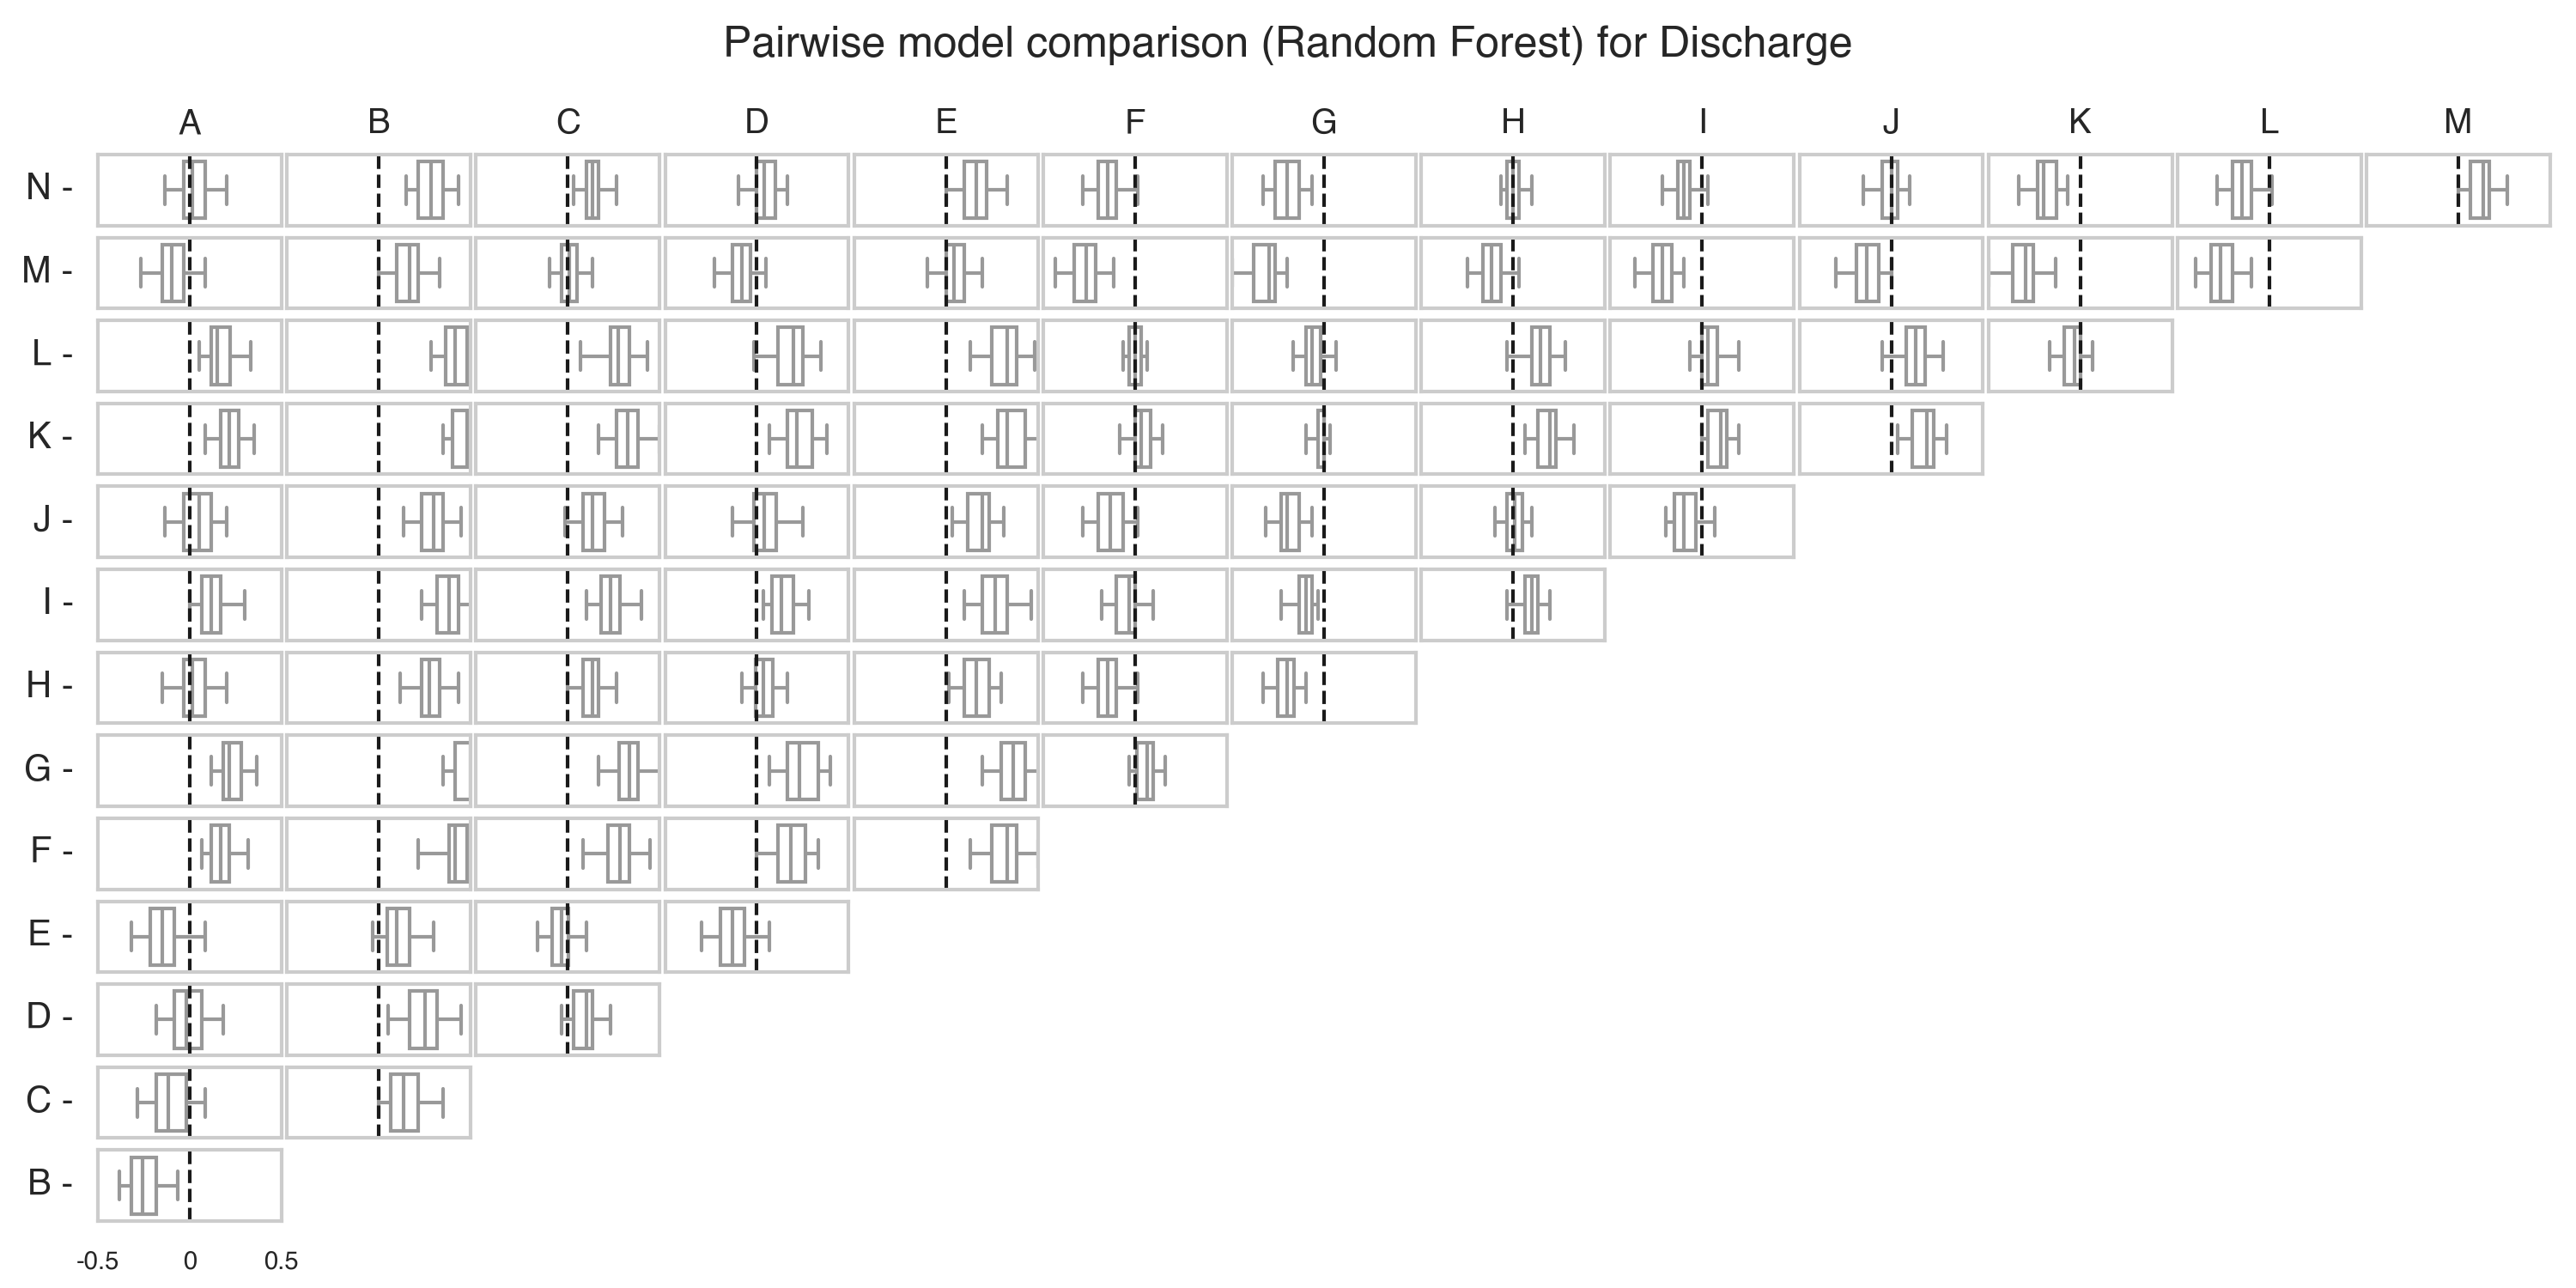 Pairwise model comparison (Random Forest) for Discharge
A B C D E F G H I J K L M
N -
M -
L -
K -
J -
I -
H -
G -
F -
E -
D -
C -
B -
-0.5 0 0.5